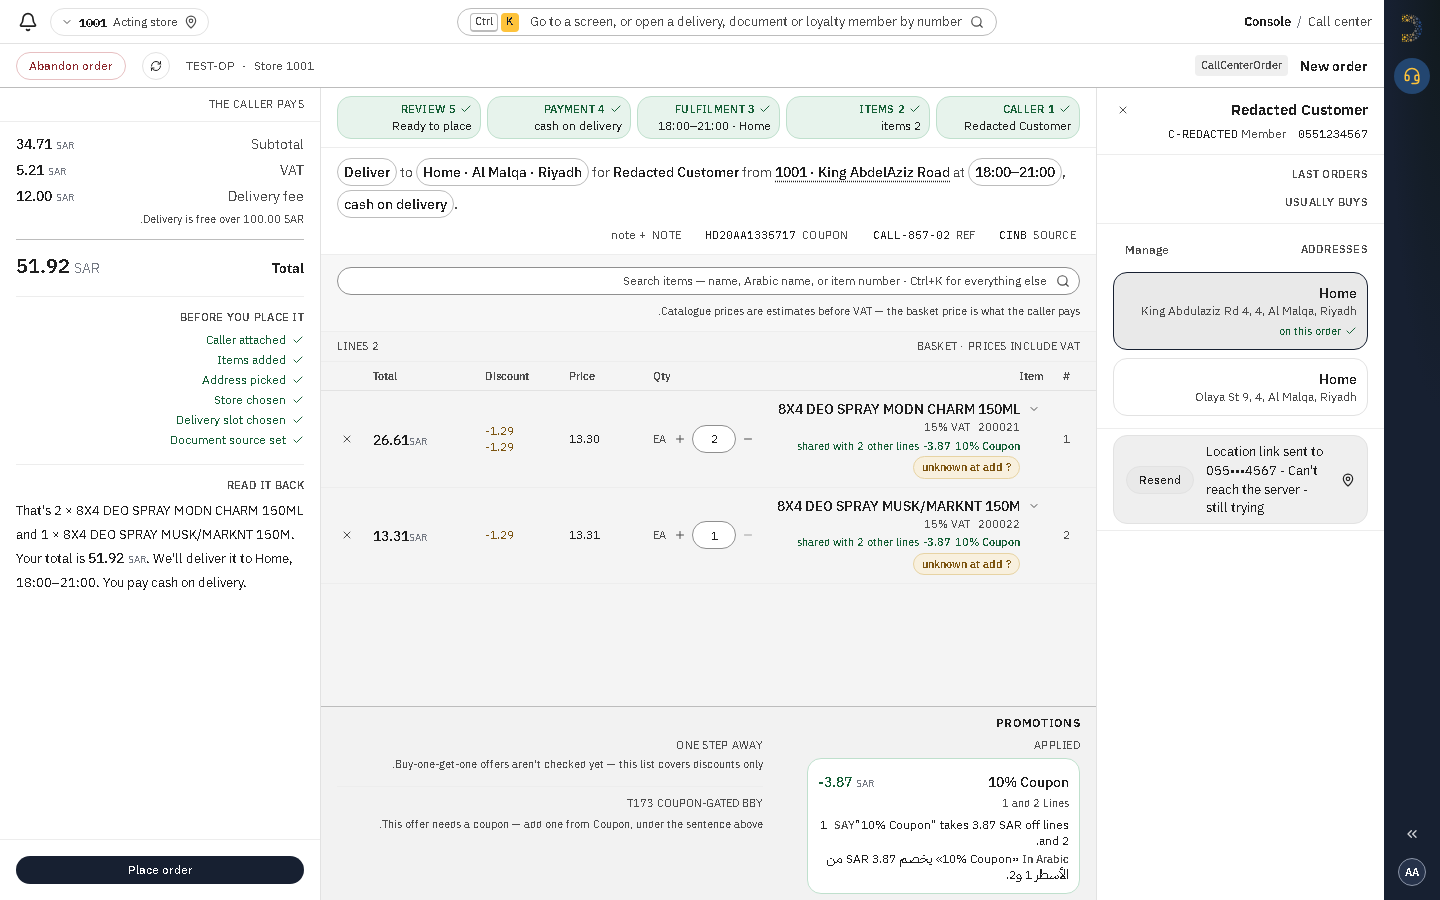 Console / Call center
Go to a screen, or open a delivery, document or loyalty member by number
Ctrl K
1001 Acting store
New order
CallCenterOrder
TEST-OP · Store 1001
Abandon order
Redacted Customer
C-REDACTED Member 0551234567
LAST ORDERS
USUALLY BUYS
ADDRESSES
Manage
Home
King Abdulaziz Rd 4, 4, Al Malqa, Riyadh
on this order
Home
Olaya St 9, 4, Al Malqa, Riyadh
Location link sent to
055•••4567 - Can't
reach the server -
still trying
Resend
CALLER 1
Redacted Customer
ITEMS 2
items 2
FULFILMENT 3
18:00–21:00 · Home
PAYMENT 4
cash on delivery
REVIEW 5
Ready to place
Deliver to Home · Al Malqa · Riyadh for Redacted Customer from 1001 · King AbdelAziz Road at 18:00–21:00,
cash on delivery.
note + NOTE HD20AA1335717 COUPON CALL-857-02 REF CINB SOURCE
Search items — name, Arabic name, or item number · Ctrl+K for everything else
.Catalogue prices are estimates before VAT — the basket price is what the caller pays
LINES 2
BASKET · PRICES INCLUDE VAT
Total Discount Price Qty Item #
8X4 DEO SPRAY MODN CHARM 150ML
15% VAT 200021
shared with 2 other lines -3.87 10% Coupon
unknown at add ?
26.61SAR -1.29 -1.29 13.30 EA + 2 − 1
8X4 DEO SPRAY MUSK/MARKNT 150M
15% VAT 200022
shared with 2 other lines -3.87 10% Coupon
unknown at add ?
13.31SAR -1.29 13.31 EA + 1 − 2
PROMOTIONS
APPLIED
10% Coupon
-3.87 SAR
1 and 2 Lines
1 SAY"10% Coupon" takes 3.87 SAR off lines
.and 2
In Arabic «10% Coupon» يخصم 3.87 SAR من
الأسطر 1 و2.
ONE STEP AWAY
.Buy-one-get-one offers aren't checked yet — this list covers discounts only
T173 COUPON-GATED BBY
.This offer needs a coupon — add one from Coupon, under the sentence above
THE CALLER PAYS
34.71 SAR Subtotal
5.21 SAR VAT
12.00 SAR Delivery fee
.Delivery is free over 100.00 SAR
51.92 SAR Total
BEFORE YOU PLACE IT
Caller attached
Items added
Address picked
Store chosen
Delivery slot chosen
Document source set
READ IT BACK
That's 2 × 8X4 DEO SPRAY MODN CHARM 150ML
and 1 × 8X4 DEO SPRAY MUSK/MARKNT 150M.
Your total is 51.92 SAR. We'll deliver it to Home,
18:00–21:00. You pay cash on delivery.
Place order
AA